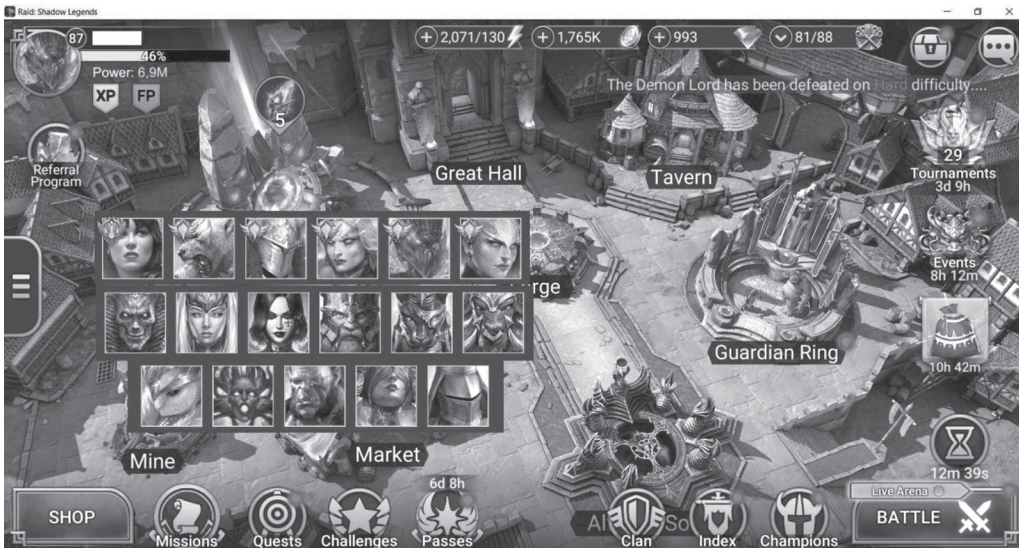 Raid: Shadow Legends
87
46%
Power: 6,9M
XP FP
2,071/130
1,765K
993
81/88
The Demon Lord has been defeated on Hard difficulty....
5
Referral
Program
Great Hall
Tavern
29
Tournaments
3d 9h
Events
8h 12m
Guardian Ring
10h 42m
Mine
Market
12m 39s
6d 8h
Live Arena
SHOP
Missions
Quests
Challenges
Passes
Clan
Index
Champions
BATTLE